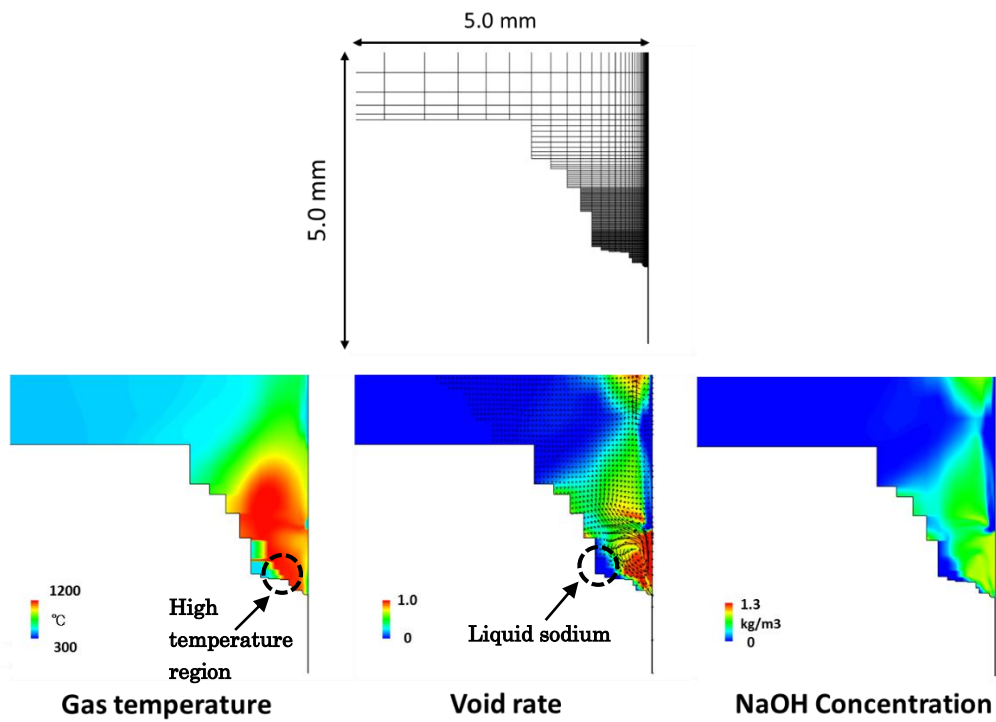 5.0 mm
5.0 mm
1200
℃
300
High
temperature
region
1.0
0
Liquid sodium
1.3
kg/m3
0
Gas temperature
Void rate
NaOH Concentration